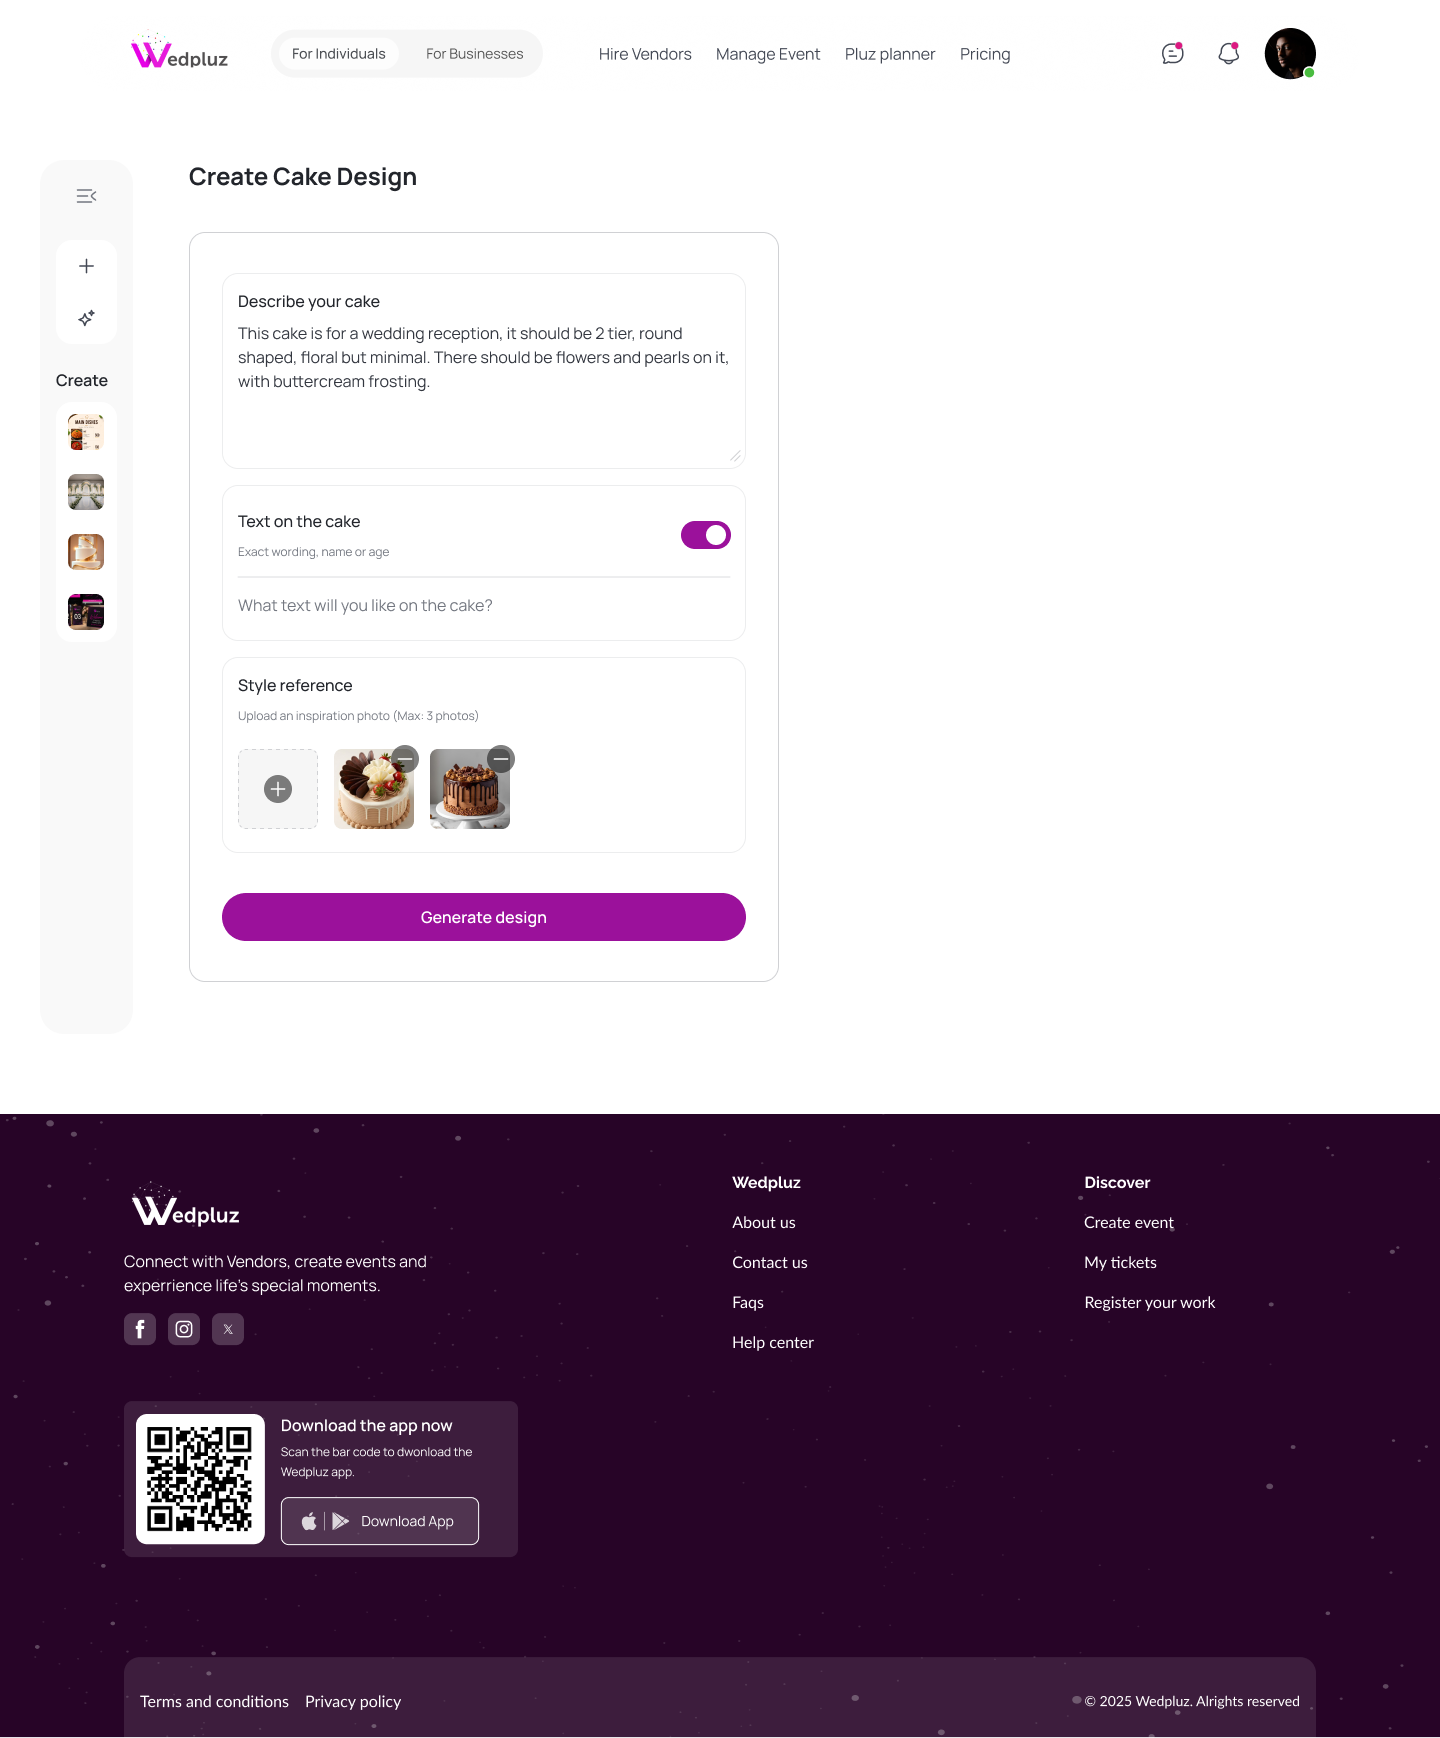 Wedpluz
For Individuals
For Businesses
Hire Vendors
Manage Event
Pluz planner
Pricing
Create Cake Design
Create
MAIN DISHES
03
Describe your cake
This cake is for a wedding reception, it should be 2 tier, round
shaped, floral but minimal. There should be flowers and pearls on it,
with buttercream frosting.
Text on the cake
Exact wording, name or age
What text will you like on the cake?
Style reference
Upload an inspiration photo (Max: 3 photos)
Generate design
Wedpluz
Connect with Vendors, create events and
experrience life's special moments.
Wedpluz
About us
Contact us
Faqs
Help center
Discover
Create event
My tickets
Register your work
Download the app now
Scan the bar code to dwonload the
Wedpluz app.
Download App
Terms and conditions
Privacy policy
© 2025 Wedpluz. Alrights reserved